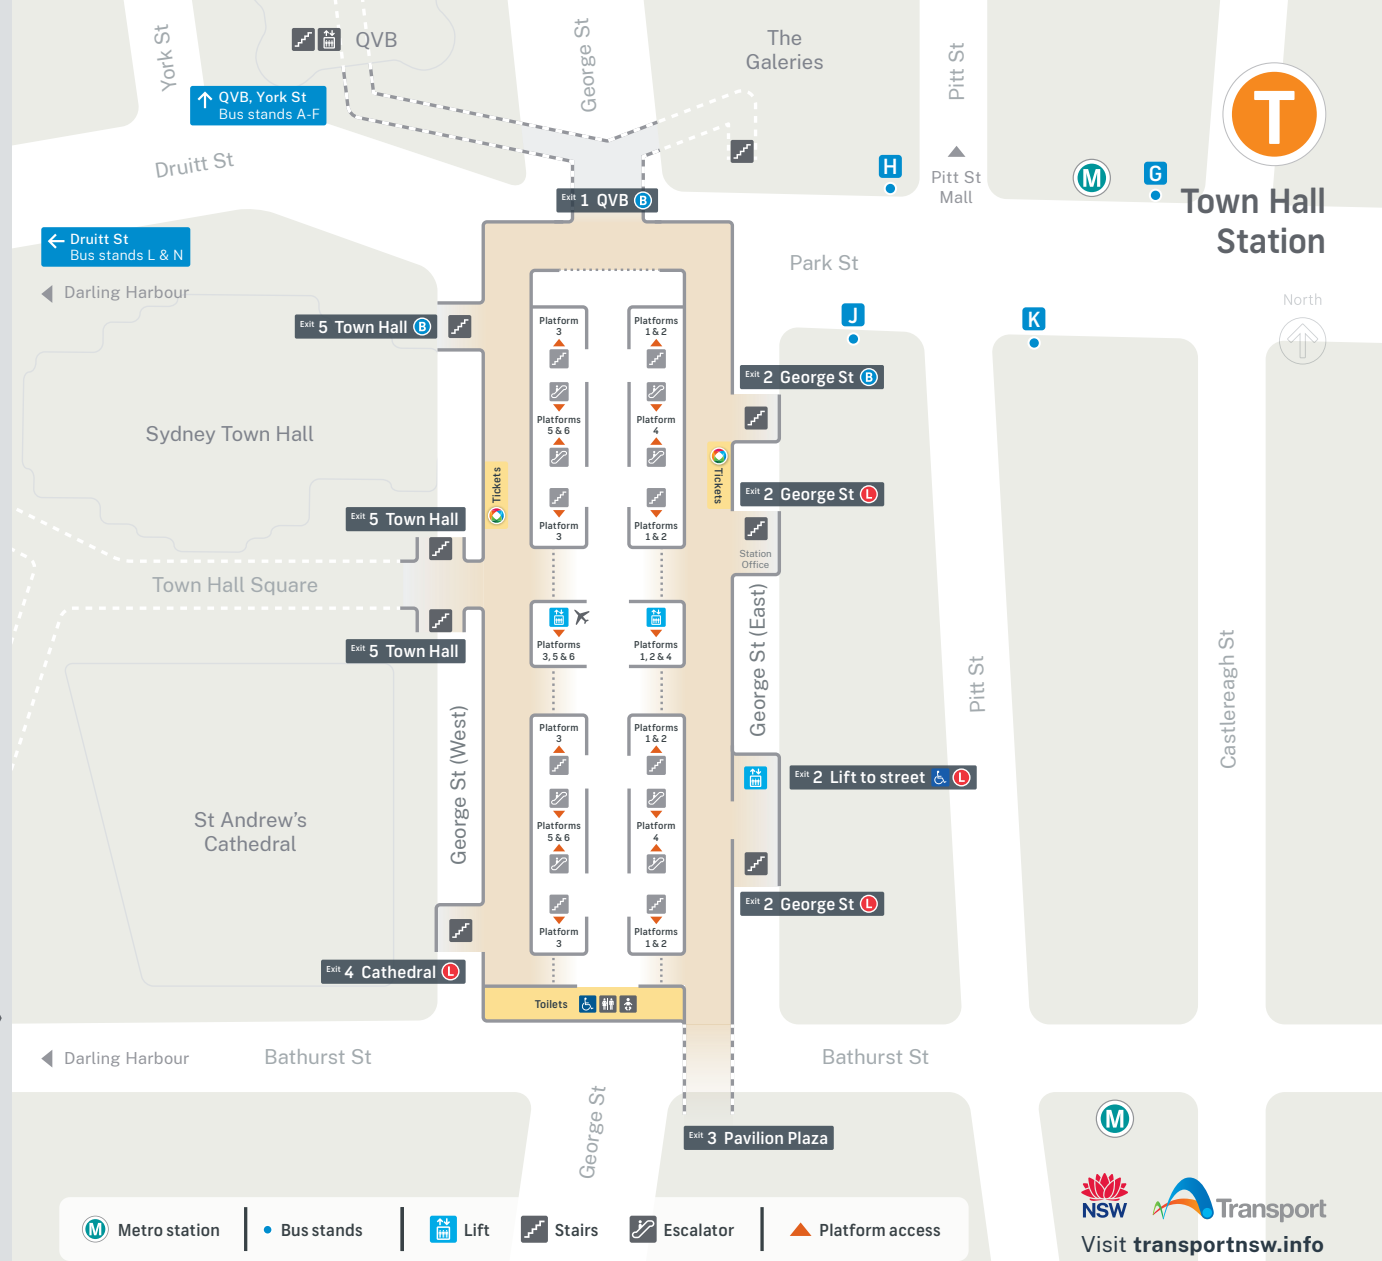 York St
QVB
George St
The
Galeries
Pitt St
T
QVB, York St
Bus stands A-F
Druitt St
H
Pitt St
Mall
M
G
Town Hall
Station
Exit 1 QVB B
Druitt St
Bus stands L & N
Darling Harbour
Park St
North
Exit 5 Town Hall B
J
K
Platform
3
Platforms
1 & 2
Exit 2 George St B
Platforms
5 & 6
Platform
4
Sydney Town Hall
Tickets
Tickets
Exit 2 George St L
Platform
3
Platforms
1 & 2
Exit 5 Town Hall
Station
Office
Town Hall Square
Exit 5 Town Hall
Platforms
3, 5 & 6
Platforms
1, 2 & 4
George St (East)
Pitt St
Castlereagh St
George St (West)
Platform
3
Platforms
1 & 2
Exit 2 Lift to street L
St Andrew's
Cathedral
Platforms
5 & 6
Platform
4
Exit 2 George St L
Platform
3
Platforms
1 & 2
Exit 4 Cathedral L
Toilets
Darling Harbour
Bathurst St
Bathurst St
George St
M
Exit 3 Pavilion Plaza
M Metro station
Bus stands
Lift
Stairs
Escalator
Platform access
NSW
Transport
Visit transportnsw.info